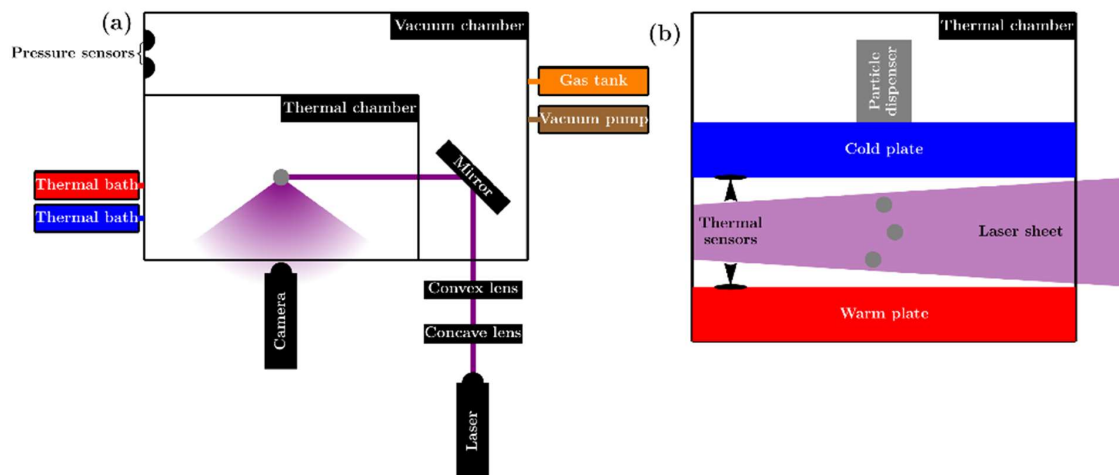 (a)
Vacuum chamber
Pressure sensors
Gas tank
Thermal chamber
Vacuum pump
Mirror
Thermal bath
Thermal bath
Convex lens
Camera
Concave lens
Laser
(b)
Thermal chamber
Particle
dispenser
Cold plate
Thermal
sensors
Laser sheet
Warm plate